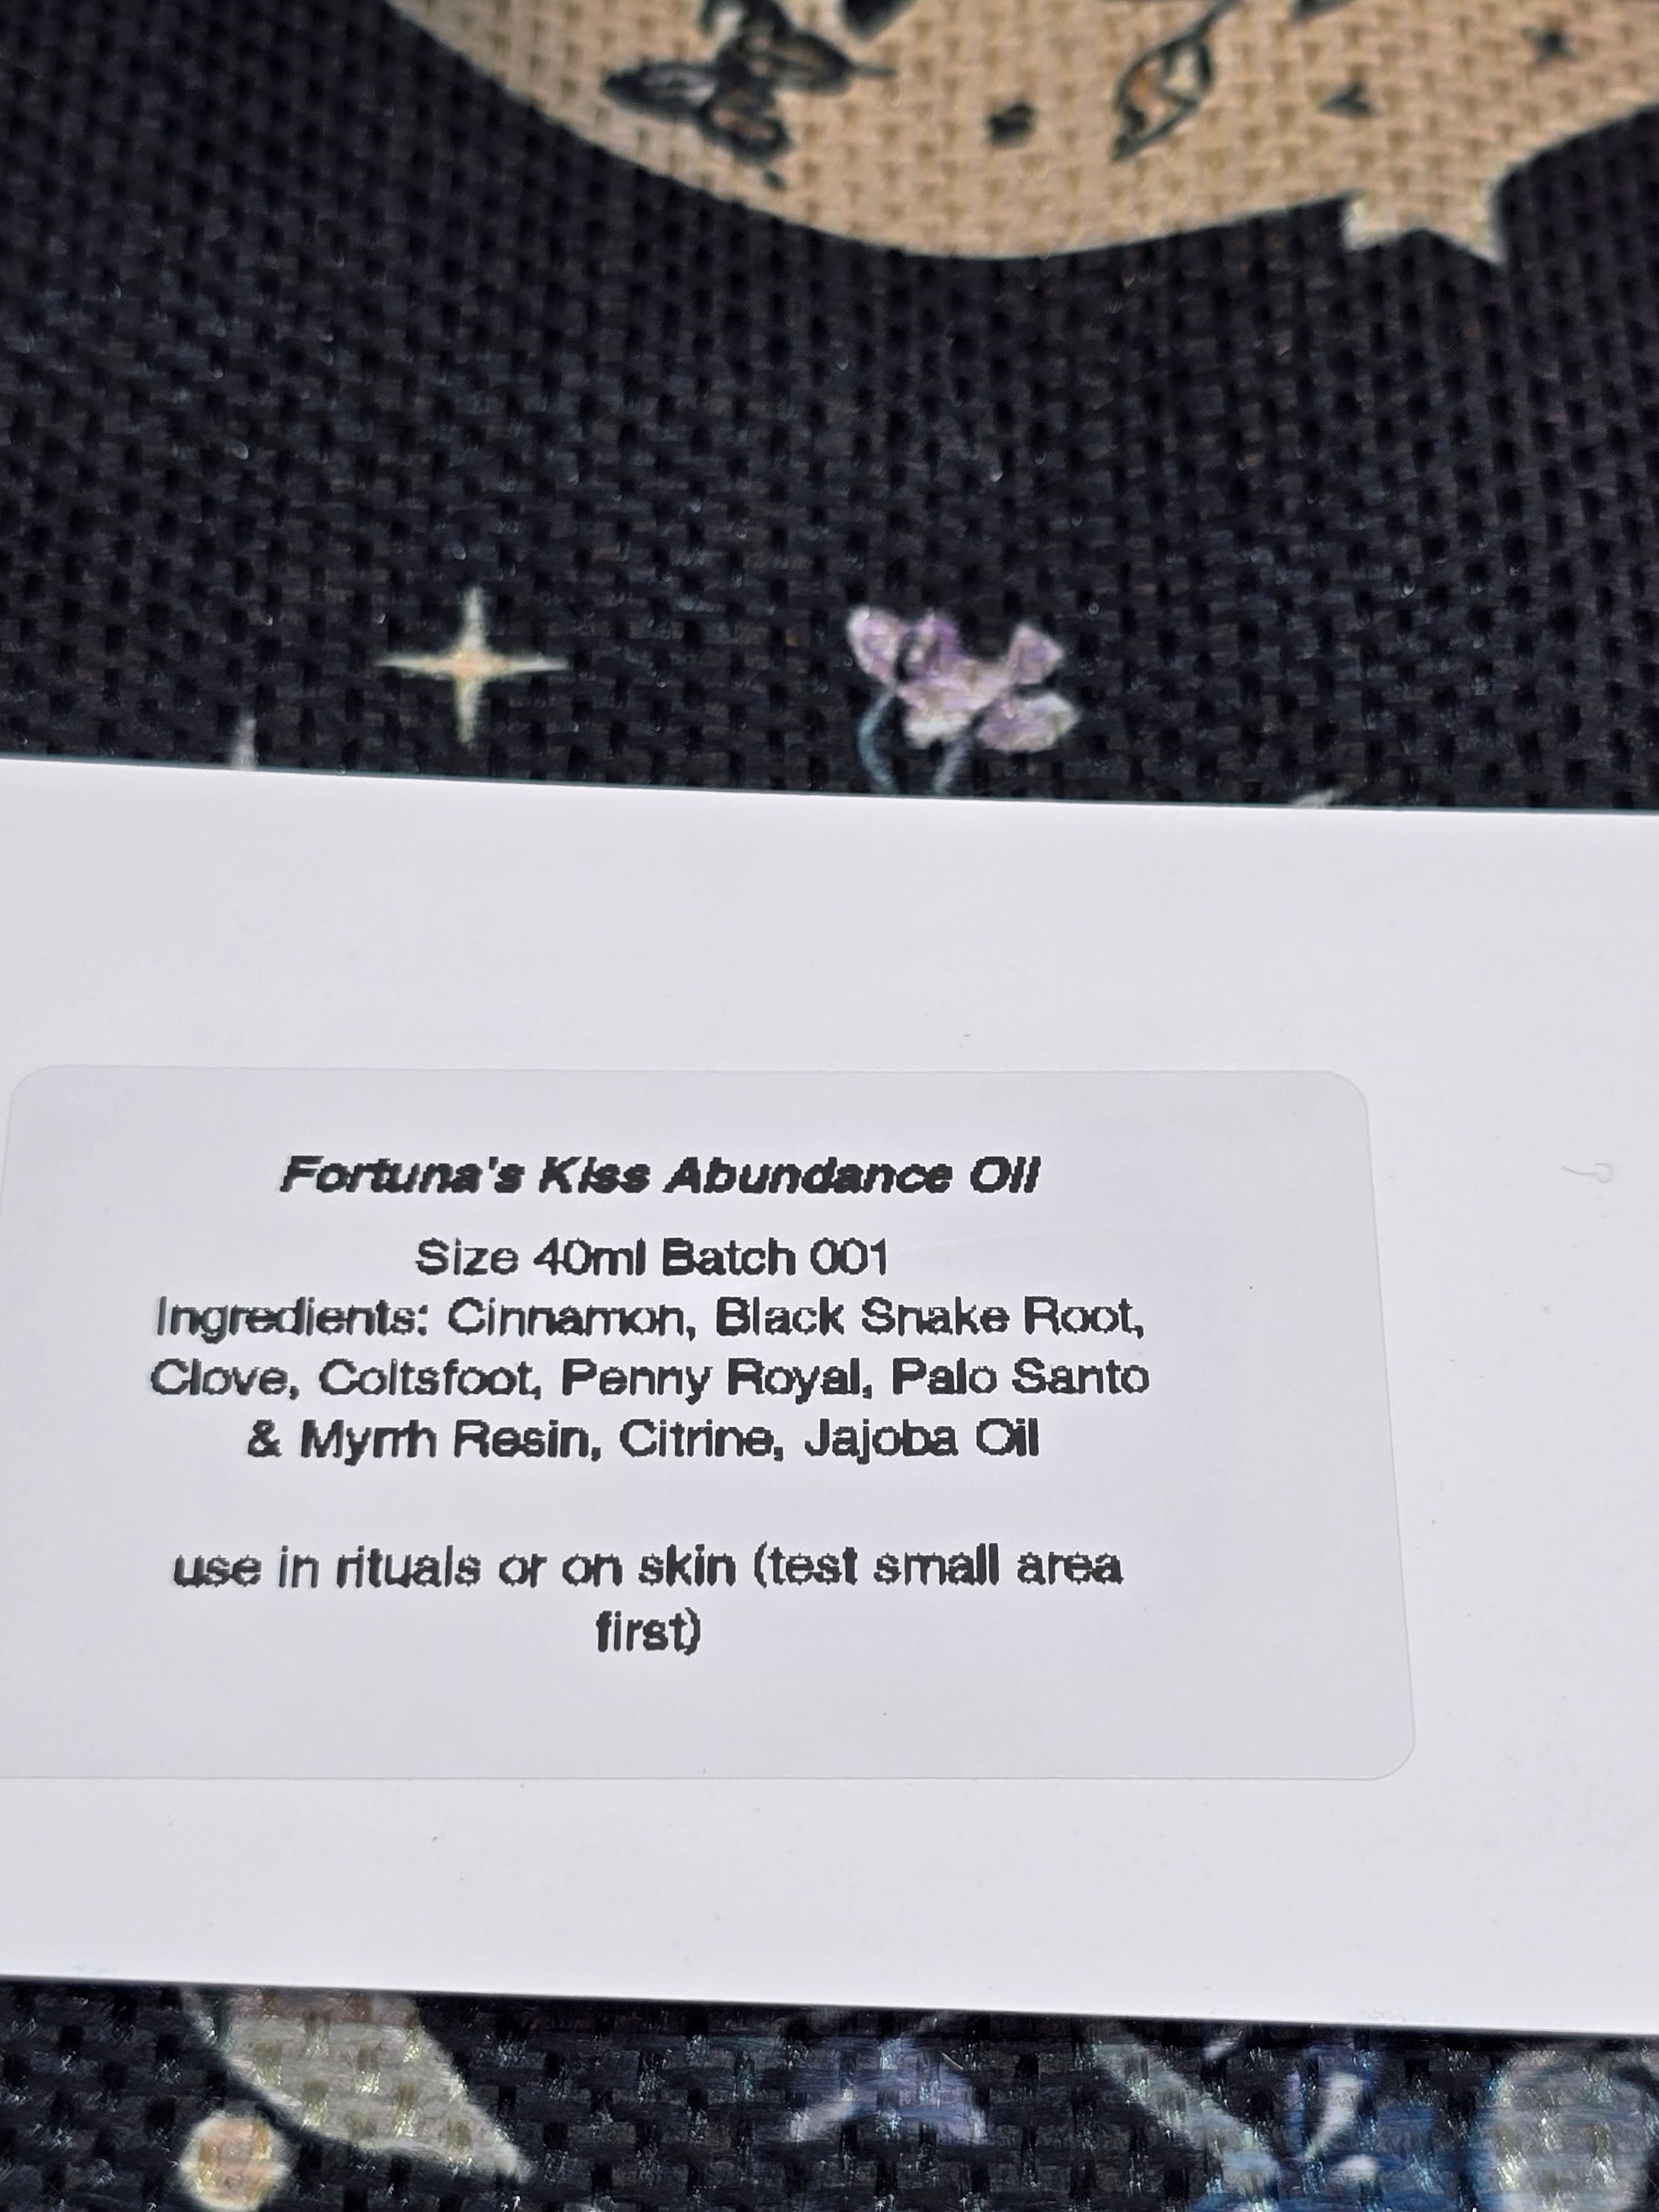 Fortuna's Kiss Abundance Oil
Size 40ml Batch 001
Ingredients: Cinnamon, Black Snake Root,
Clove, Coltsfoot, Penny Royal, Palo Santo
& Myrrh Resin, Citrine, Jajoba Oil
use in rituals or on skin (test small area
first)